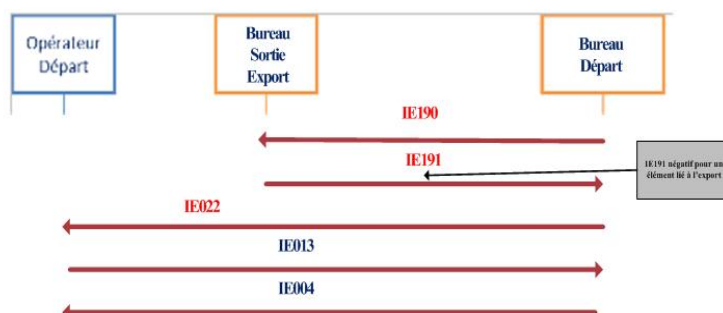 Opérateur
Départ
Bureau
Sortie
Export
Bureau
Départ
IE190
IE191
IE191 négatif pour un
élément lié à l'export
IE022
IE013
IE004